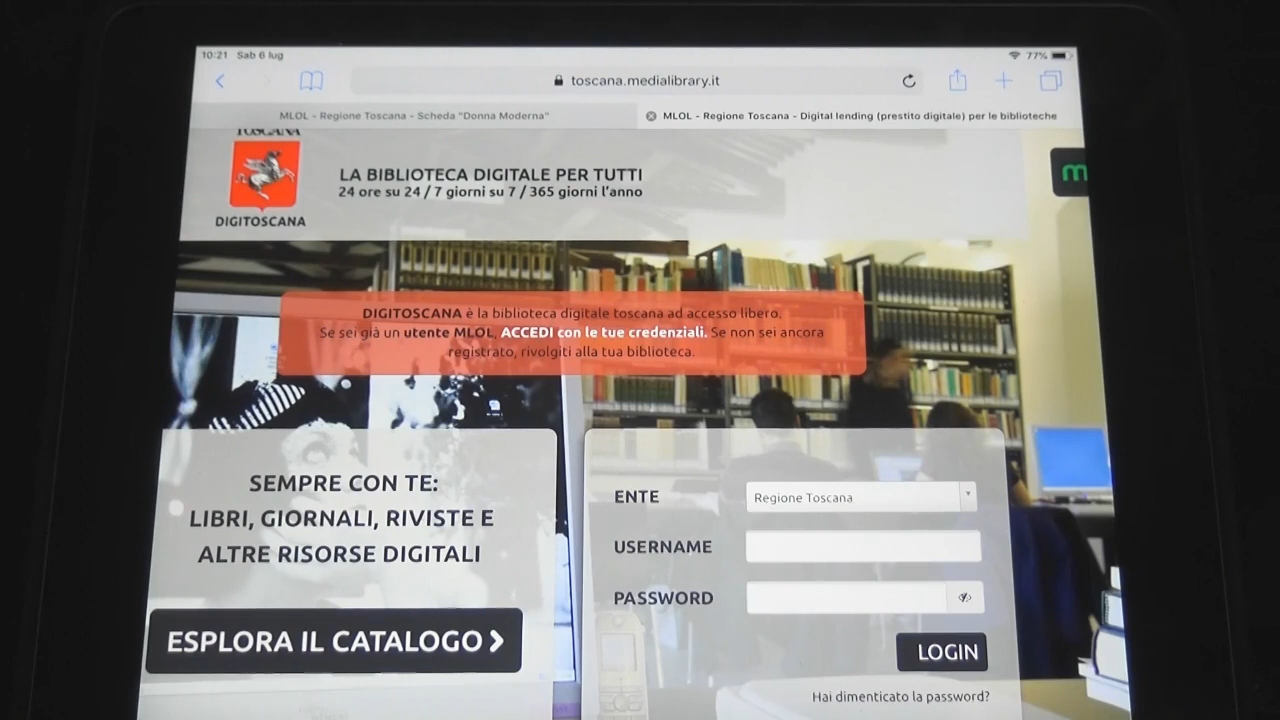 10:21 Sab 6 lug
77%
toscana.medialibrary.it
MLOL - Regione Toscana - Scheda "Donna Moderna"
MLOL - Regione Toscana - Digital lending (prestito digitale) per le biblioteche
TOSCANA
DIGITOSCANA
LA BIBLIOTECA DIGITALE PER TUTTI
24 ore su 24 / 7 giorni su 7 / 365 giorni l'anno
m
DIGITOSCANA è la biblioteca digitale toscana ad accesso libero.
Se sei già un utente MLOL, ACCEDI con le tue credenziali. Se non sei ancora
registrato, rivolgiti alla tua biblioteca.
SEMPRE CON TE:
LIBRI, GIORNALI, RIVISTE E
ALTRE RISORSE DIGITALI
ESPLORA IL CATALOGO
ENTE Regione Toscana
USERNAME
PASSWORD
LOGIN
Hai dimenticato la password?